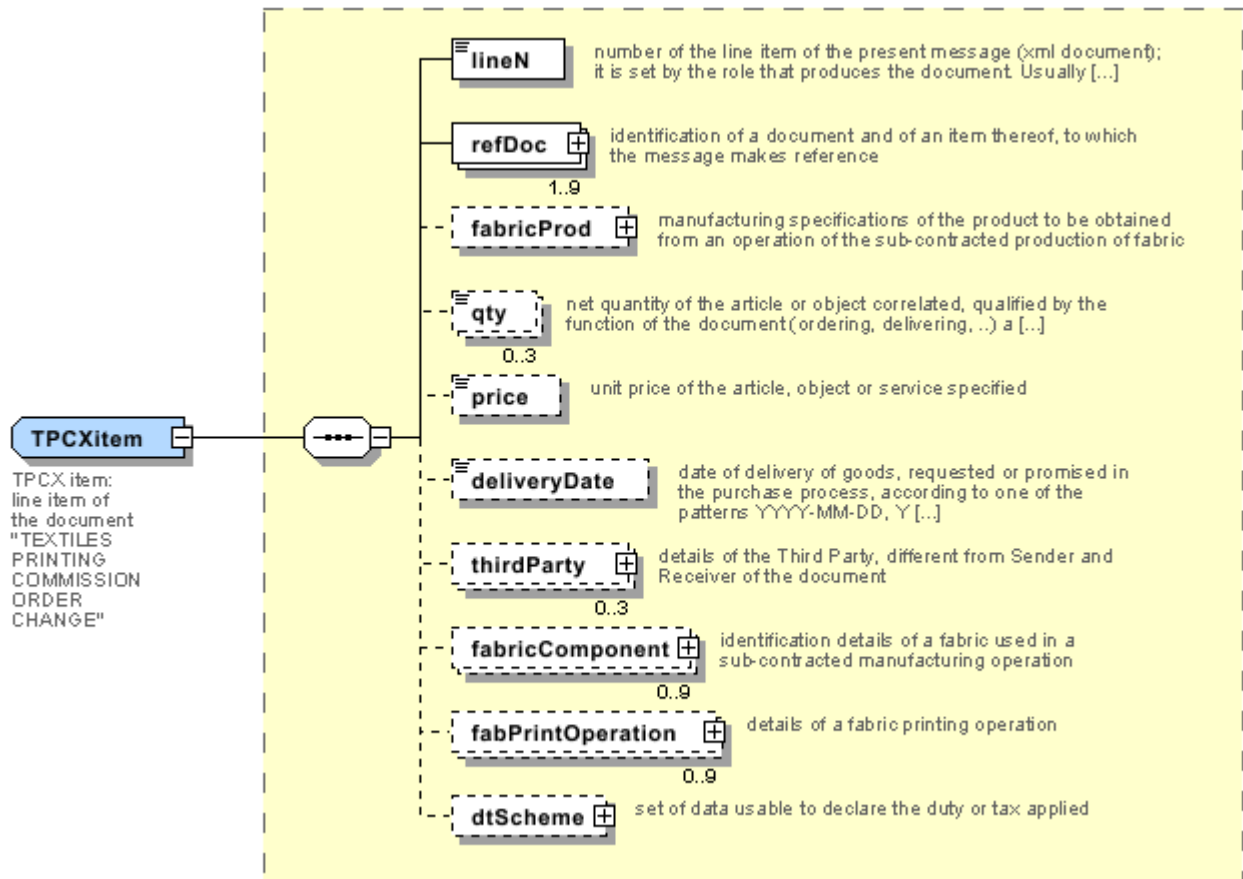 lineN
number of the line item of the present message (xml document);
it is set by the role that produces the document. Usually [...]
refDoc
identification of a document and of an item thereof, to which
the message makes reference
1..9
fabricProd
manufacturing specifications of the product to be obtained
from an operation of the sub-contracted production of fabric
qty
net quantity of the article or object correlated, qualified by the
function of the document (ordering, delivering, ..) a [...]
0..3
price
unit price of the article, object or service specified
TPCXitem
TPCX item:
line item of
the document
"TEXTILES
PRINTING
COMMISSION
ORDER
CHANGE"
deliveryDate
date of delivery of goods, requested or promised in
the purchase process, according to one of the
patterns YYYY-MM-DD, Y [...]
thirdParty
details of the Third Party, different from Sender and
Receiver of the document
0..3
fabricComponent
identification details of a fabric used in a
sub-contracted manufacturing operation
0..9
fabPrintOperation
details of a fabric printing operation
0..9
dtScheme
set of data usable to declare the duty or tax applied